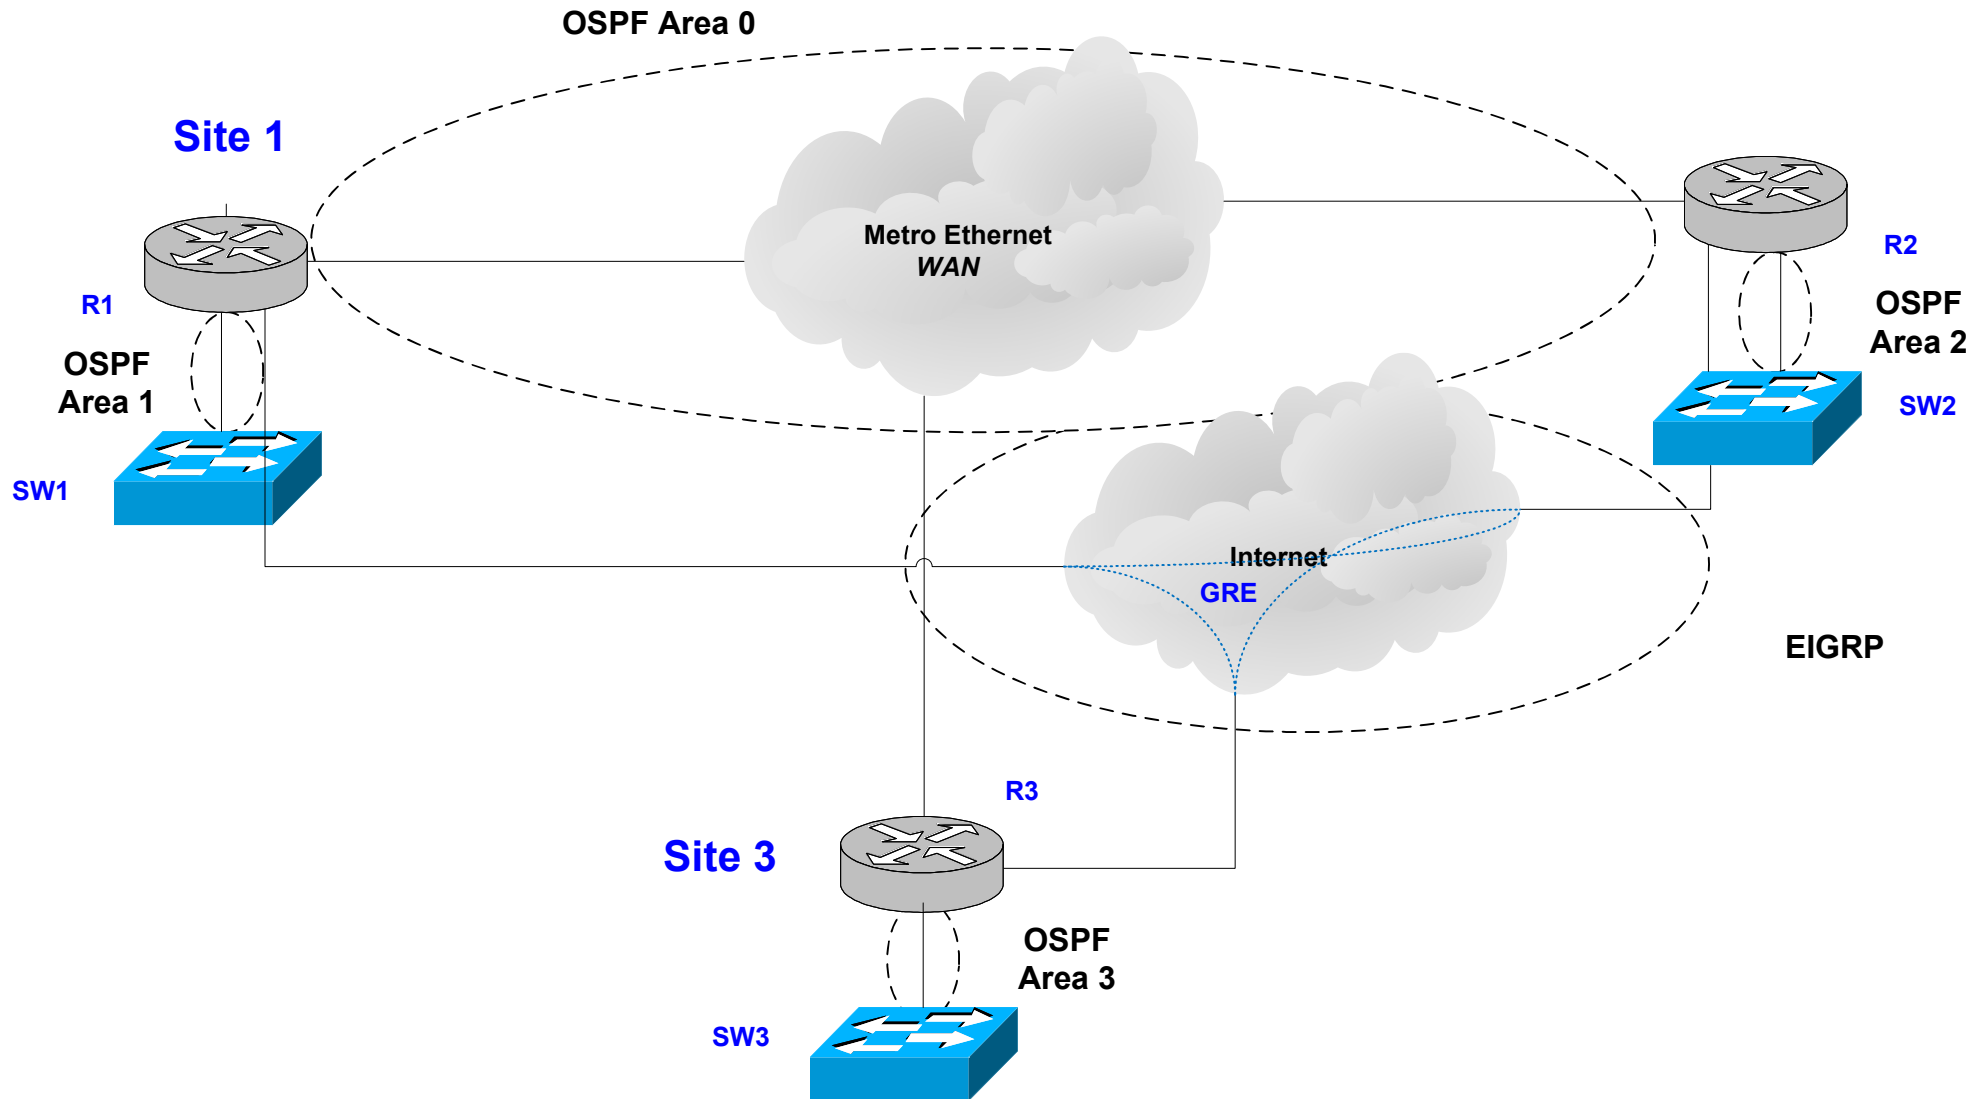 OSPF Area 0
Site 1
Metro Ethernet
WAN
R2
R1
OSPF
Area 2
OSPF
Area 1
SW2
SW1
Internet
GRE
EIGRP
R3
Site 3
OSPF
Area 3
SW3